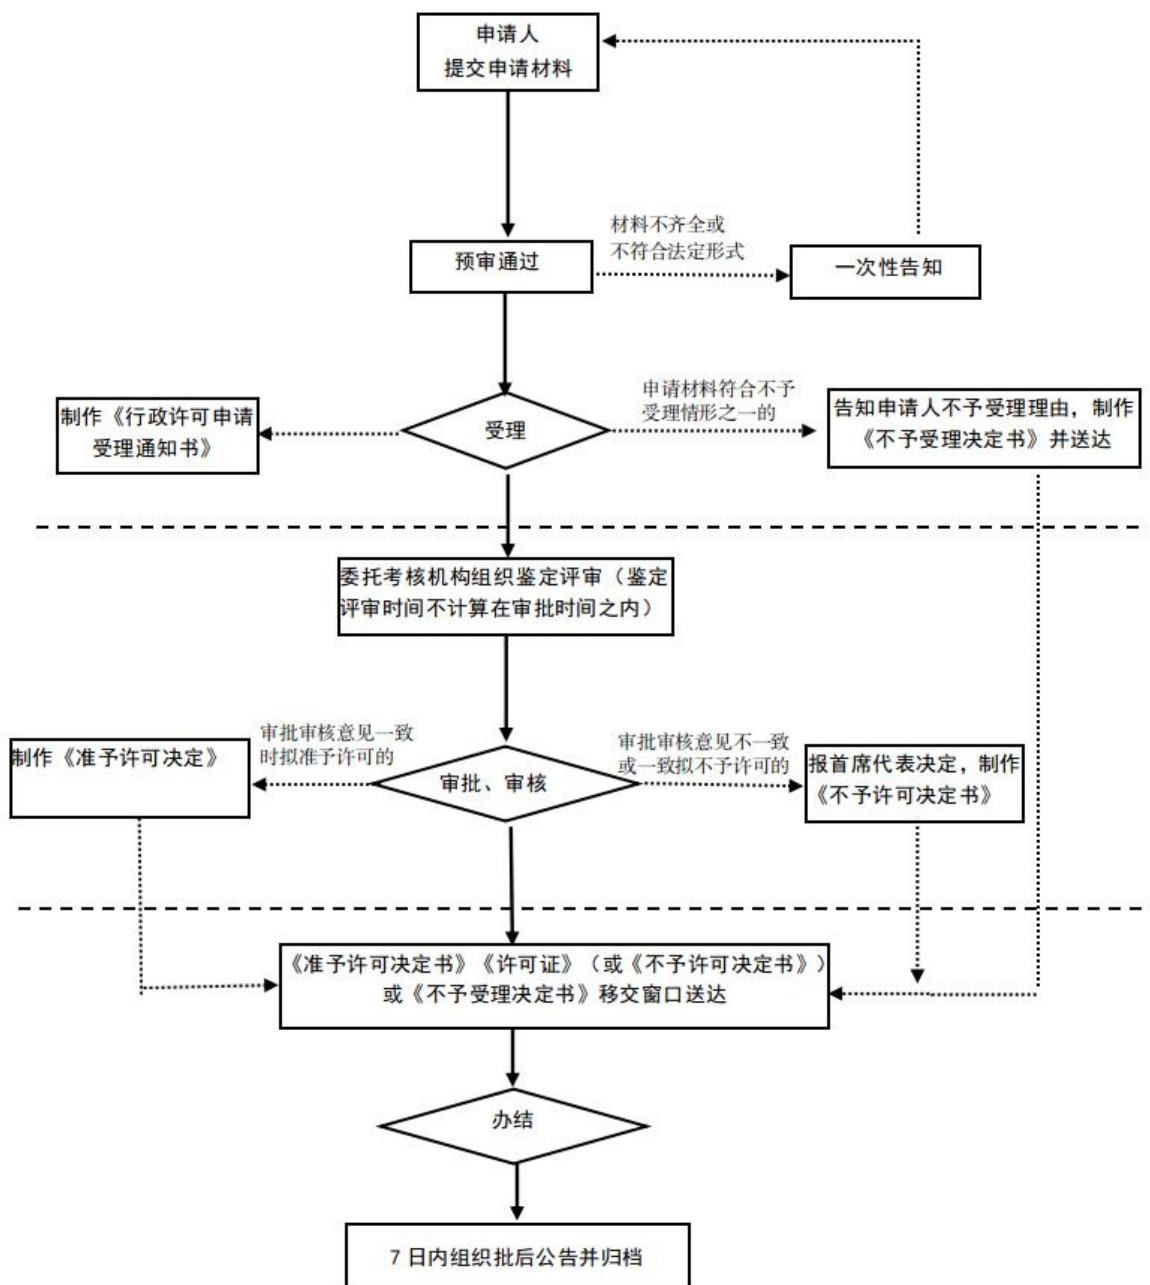 申请人
提交申请材料
材料不齐全或
不符合法定形式
预审通过
一次性告知
申请材料符合不予
受理情形之一的
制作《行政许可申请
受理通知书》
受理
告知申请人不予受理理由，制作
《不予受理决定书》并送达
委托考核机构组织鉴定评审（鉴定
评审时间不计算在审批时间之内）
审批审核意见一致
时拟准予许可的
审批审核意见不一致
或一致拟不予许可的
制作《准予许可决定》
审批、审核
报首席代表决定，制作
《不予许可决定书》
《准予许可决定书》《许可证》（或《不予许可决定书》）
或《不予受理决定书》移交窗口送达
办结
7 日内组织批后公告并归档